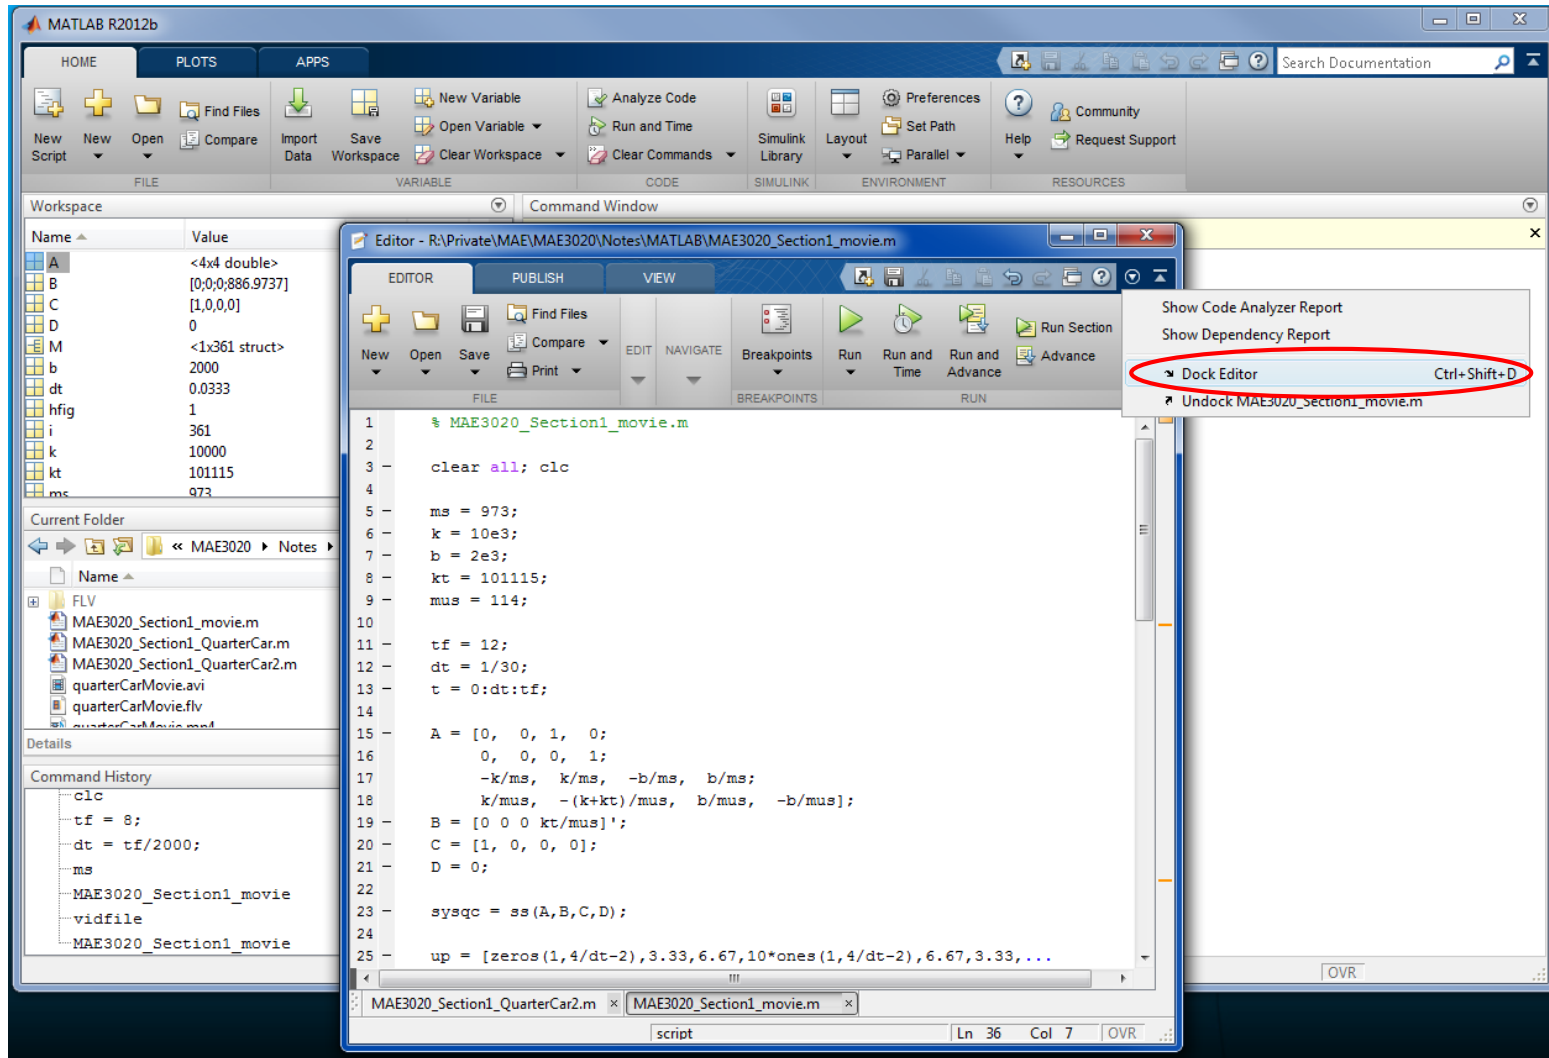 MATLAB R2012b
HOME PLOTS APPS
Search Documentation
New Script
New
Open
Find Files
Compare
Import Data
Save Workspace
New Variable
Open Variable
Clear Workspace
Analyze Code
Run and Time
Clear Commands
Simulink Library
Layout
Preferences
Set Path
Parallel
Help
Community
Request Support
FILE VARIABLE CODE SIMULINK ENVIRONMENT RESOURCES
Workspace
Name Value
A <4x4 double>
B [0;0;0;886.9737]
C [1,0,0,0]
D 0
M <1x361 struct>
b 2000
dt 0.0333
hfig 1
i 361
k 10000
kt 101115
ms 973
Current Folder
« MAE3020 Notes
Name
FLV
MAE3020_Section1_movie.m
MAE3020_Section1_QuarterCar.m
MAE3020_Section1_QuarterCar2.m
quarterCarMovie.avi
quarterCarMovie.flv
quarterCarMovie.mp4
Details
Command History
clc
tf = 8;
dt = tf/2000;
ms
MAE3020_Section1_movie
vidfile
MAE3020_Section1_movie
Command Window
Editor - R:\Private\MAE\MAE3020\Notes\MATLAB\MAE3020_Section1_movie.m
EDITOR PUBLISH VIEW
New
Open
Save
Find Files
Compare
Print
EDIT
NAVIGATE
Breakpoints
Run
Run and Time
Run and Advance
Run Section
Advance
FILE BREAKPOINTS RUN
Show Code Analyzer Report
Show Dependency Report
Dock Editor Ctrl+Shift+D
Undock MAE3020_Section1_movie.m
1 % MAE3020_Section1_movie.m
2
3 – clear all; clc
4
5 – ms = 973;
6 – k = 10e3;
7 – b = 2e3;
8 – kt = 101115;
9 – mus = 114;
10
11 – tf = 12;
12 – dt = 1/30;
13 – t = 0:dt:tf;
14
15 – A = [0, 0, 1, 0;
16 0, 0, 0, 1;
17 -k/ms, k/ms, -b/ms, b/ms;
18 k/mus, -(k+kt)/mus, b/mus, -b/mus];
19 – B = [0 0 0 kt/mus]';
20 – C = [1, 0, 0, 0];
21 – D = 0;
22
23 – sysqc = ss(A,B,C,D);
24
25 – up = [zeros(1,4/dt-2),3.33,6.67,10*ones(1,4/dt-2),6.67,3.33,...
MAE3020_Section1_QuarterCar2.m × MAE3020_Section1_movie.m ×
script Ln 36 Col 7 OVR
OVR